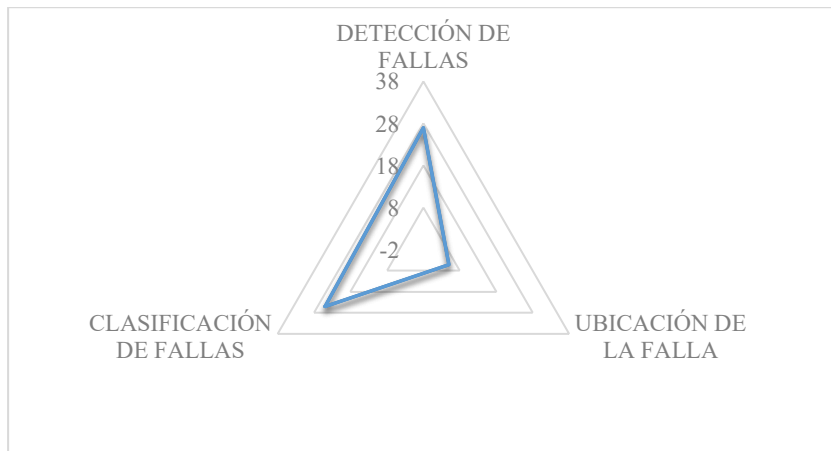 DETECCIÓN DE
FALLAS
38
28
18
8
-2
CLASIFICACIÓN
DE FALLAS
UBICACIÓN DE
LA FALLA